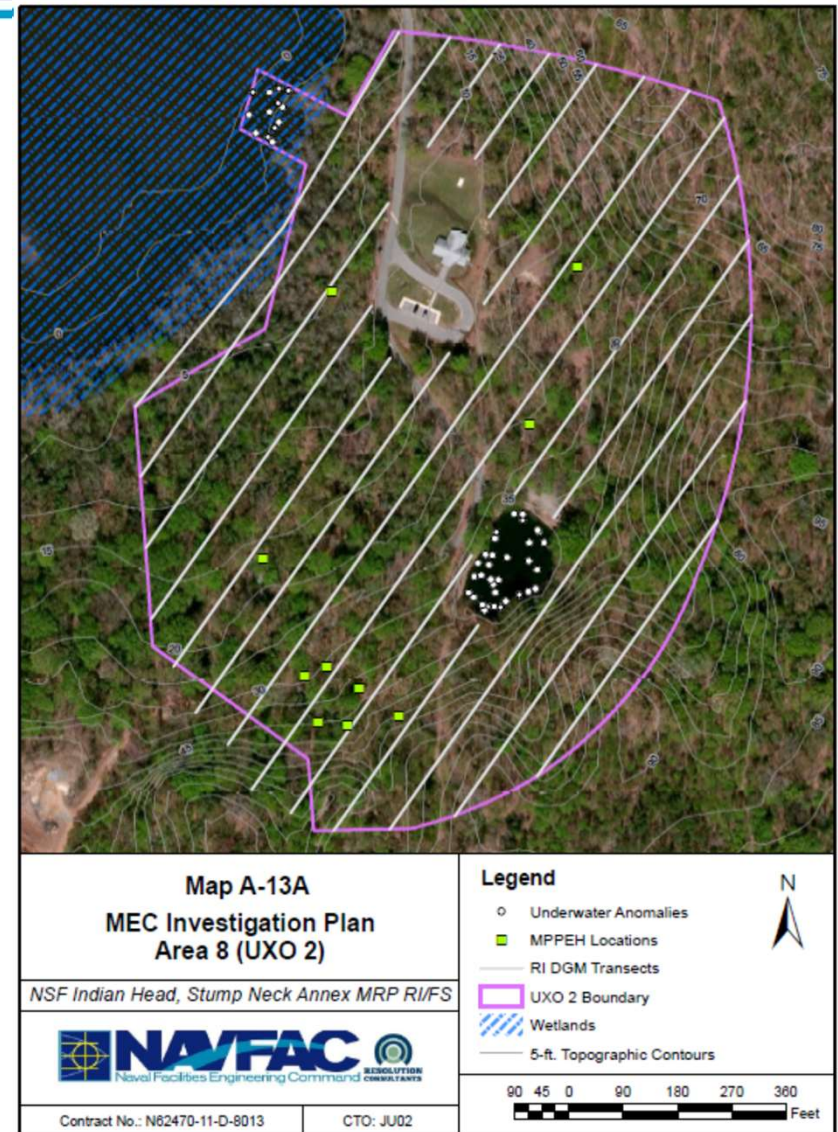 Map A-13A
MEC Investigation Plan
Area 8 (UXO 2)
NSF Indian Head, Stump Neck Annex MRP RI/FS
NAVFAC
Naval Facilities Engineering Command
RESOLUTION
CONSULTANTS
Contract No.: N62470-11-D-8013
CTO: JU02
Legend
N
Underwater Anomalies
MPPEH Locations
RI DGM Transects
UXO 2 Boundary
Wetlands
5-ft. Topographic Contours
90 45 0 90 180 270 360
Feet